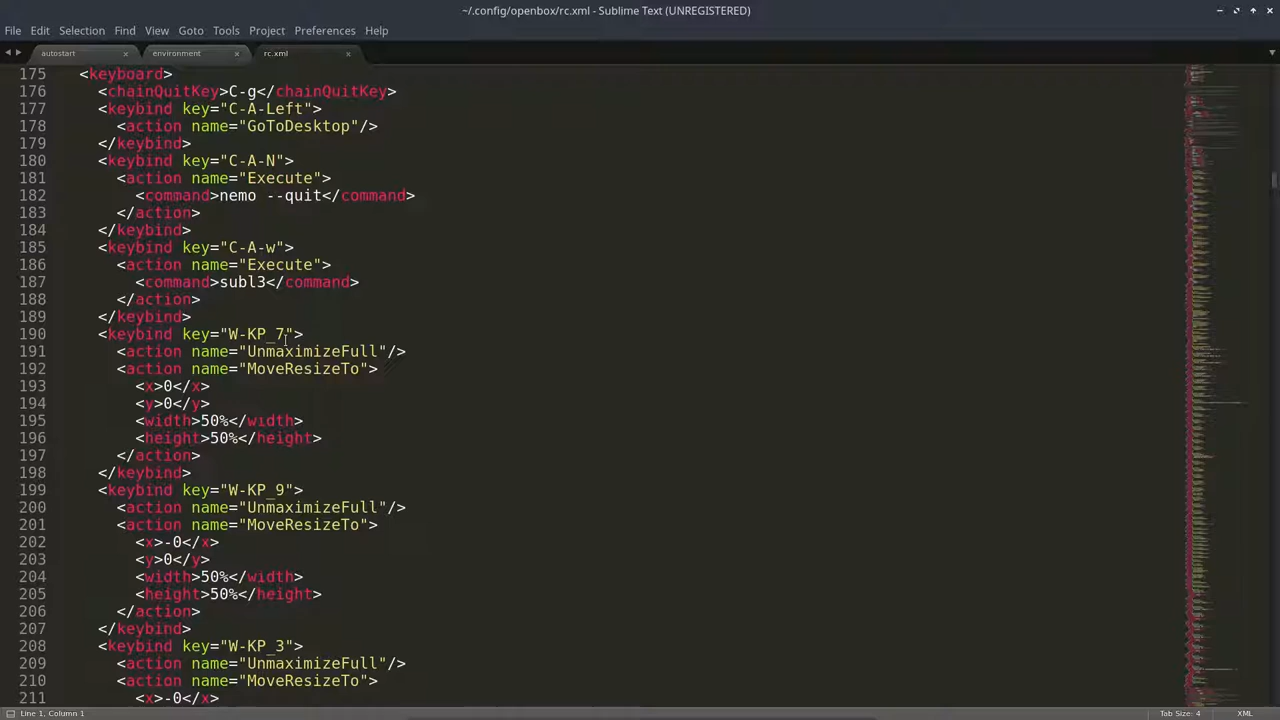 ~/.config/openbox/rc.xml - Sublime Text (UNREGISTERED)
File Edit Selection Find View Goto Tools Project Preferences Help
autostart environment rc.xml
175 <keyboard>
176 <chainQuitKey>C-g</chainQuitKey>
177 <keybind key="C-A-Left">
178 <action name="GoToDesktop"/>
179 </keybind>
180 <keybind key="C-A-N">
181 <action name="Execute">
182 <command>nemo --quit</command>
183 </action>
184 </keybind>
185 <keybind key="C-A-w">
186 <action name="Execute">
187 <command>subl3</command>
188 </action>
189 </keybind>
190 <keybind key="W-KP_7">
191 <action name="UnmaximizeFull"/>
192 <action name="MoveResizeTo">
193 <x>0</x>
194 <y>0</y>
195 <width>50%</width>
196 <height>50%</height>
197 </action>
198 </keybind>
199 <keybind key="W-KP_9">
200 <action name="UnmaximizeFull"/>
201 <action name="MoveResizeTo">
202 <x>-0</x>
203 <y>0</y>
204 <width>50%</width>
205 <height>50%</height>
206 </action>
207 </keybind>
208 <keybind key="W-KP_3">
209 <action name="UnmaximizeFull"/>
210 <action name="MoveResizeTo">
211 <x>-0</x>
Line 1, Column 1 Tab Size: 4 XML